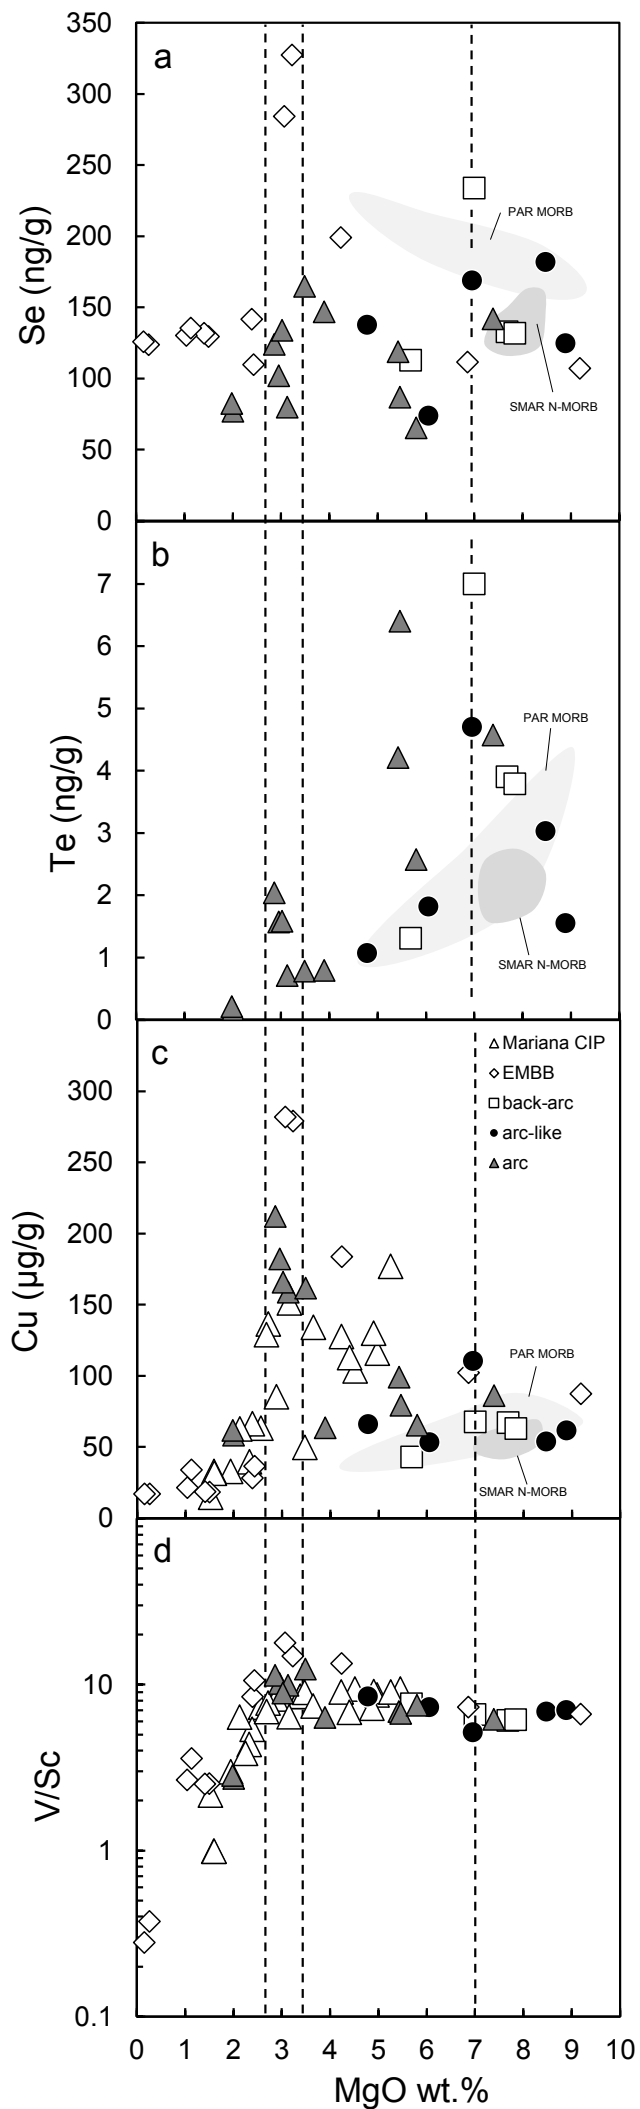 a
350
300
250
200
150
100
50
0
Se (ng/g)
PAR MORB
SMAR N-MORB
b
7
6
5
4
3
2
1
0
Te (ng/g)
PAR MORB
SMAR N-MORB
c
300
250
200
150
100
50
0
Cu (µg/g)
Mariana CIP
EMBB
back-arc
arc-like
arc
PAR MORB
SMAR N-MORB
d
10
1
0.1
V/Sc
0 1 2 3 4 5 6 7 8 9 10
MgO wt.%